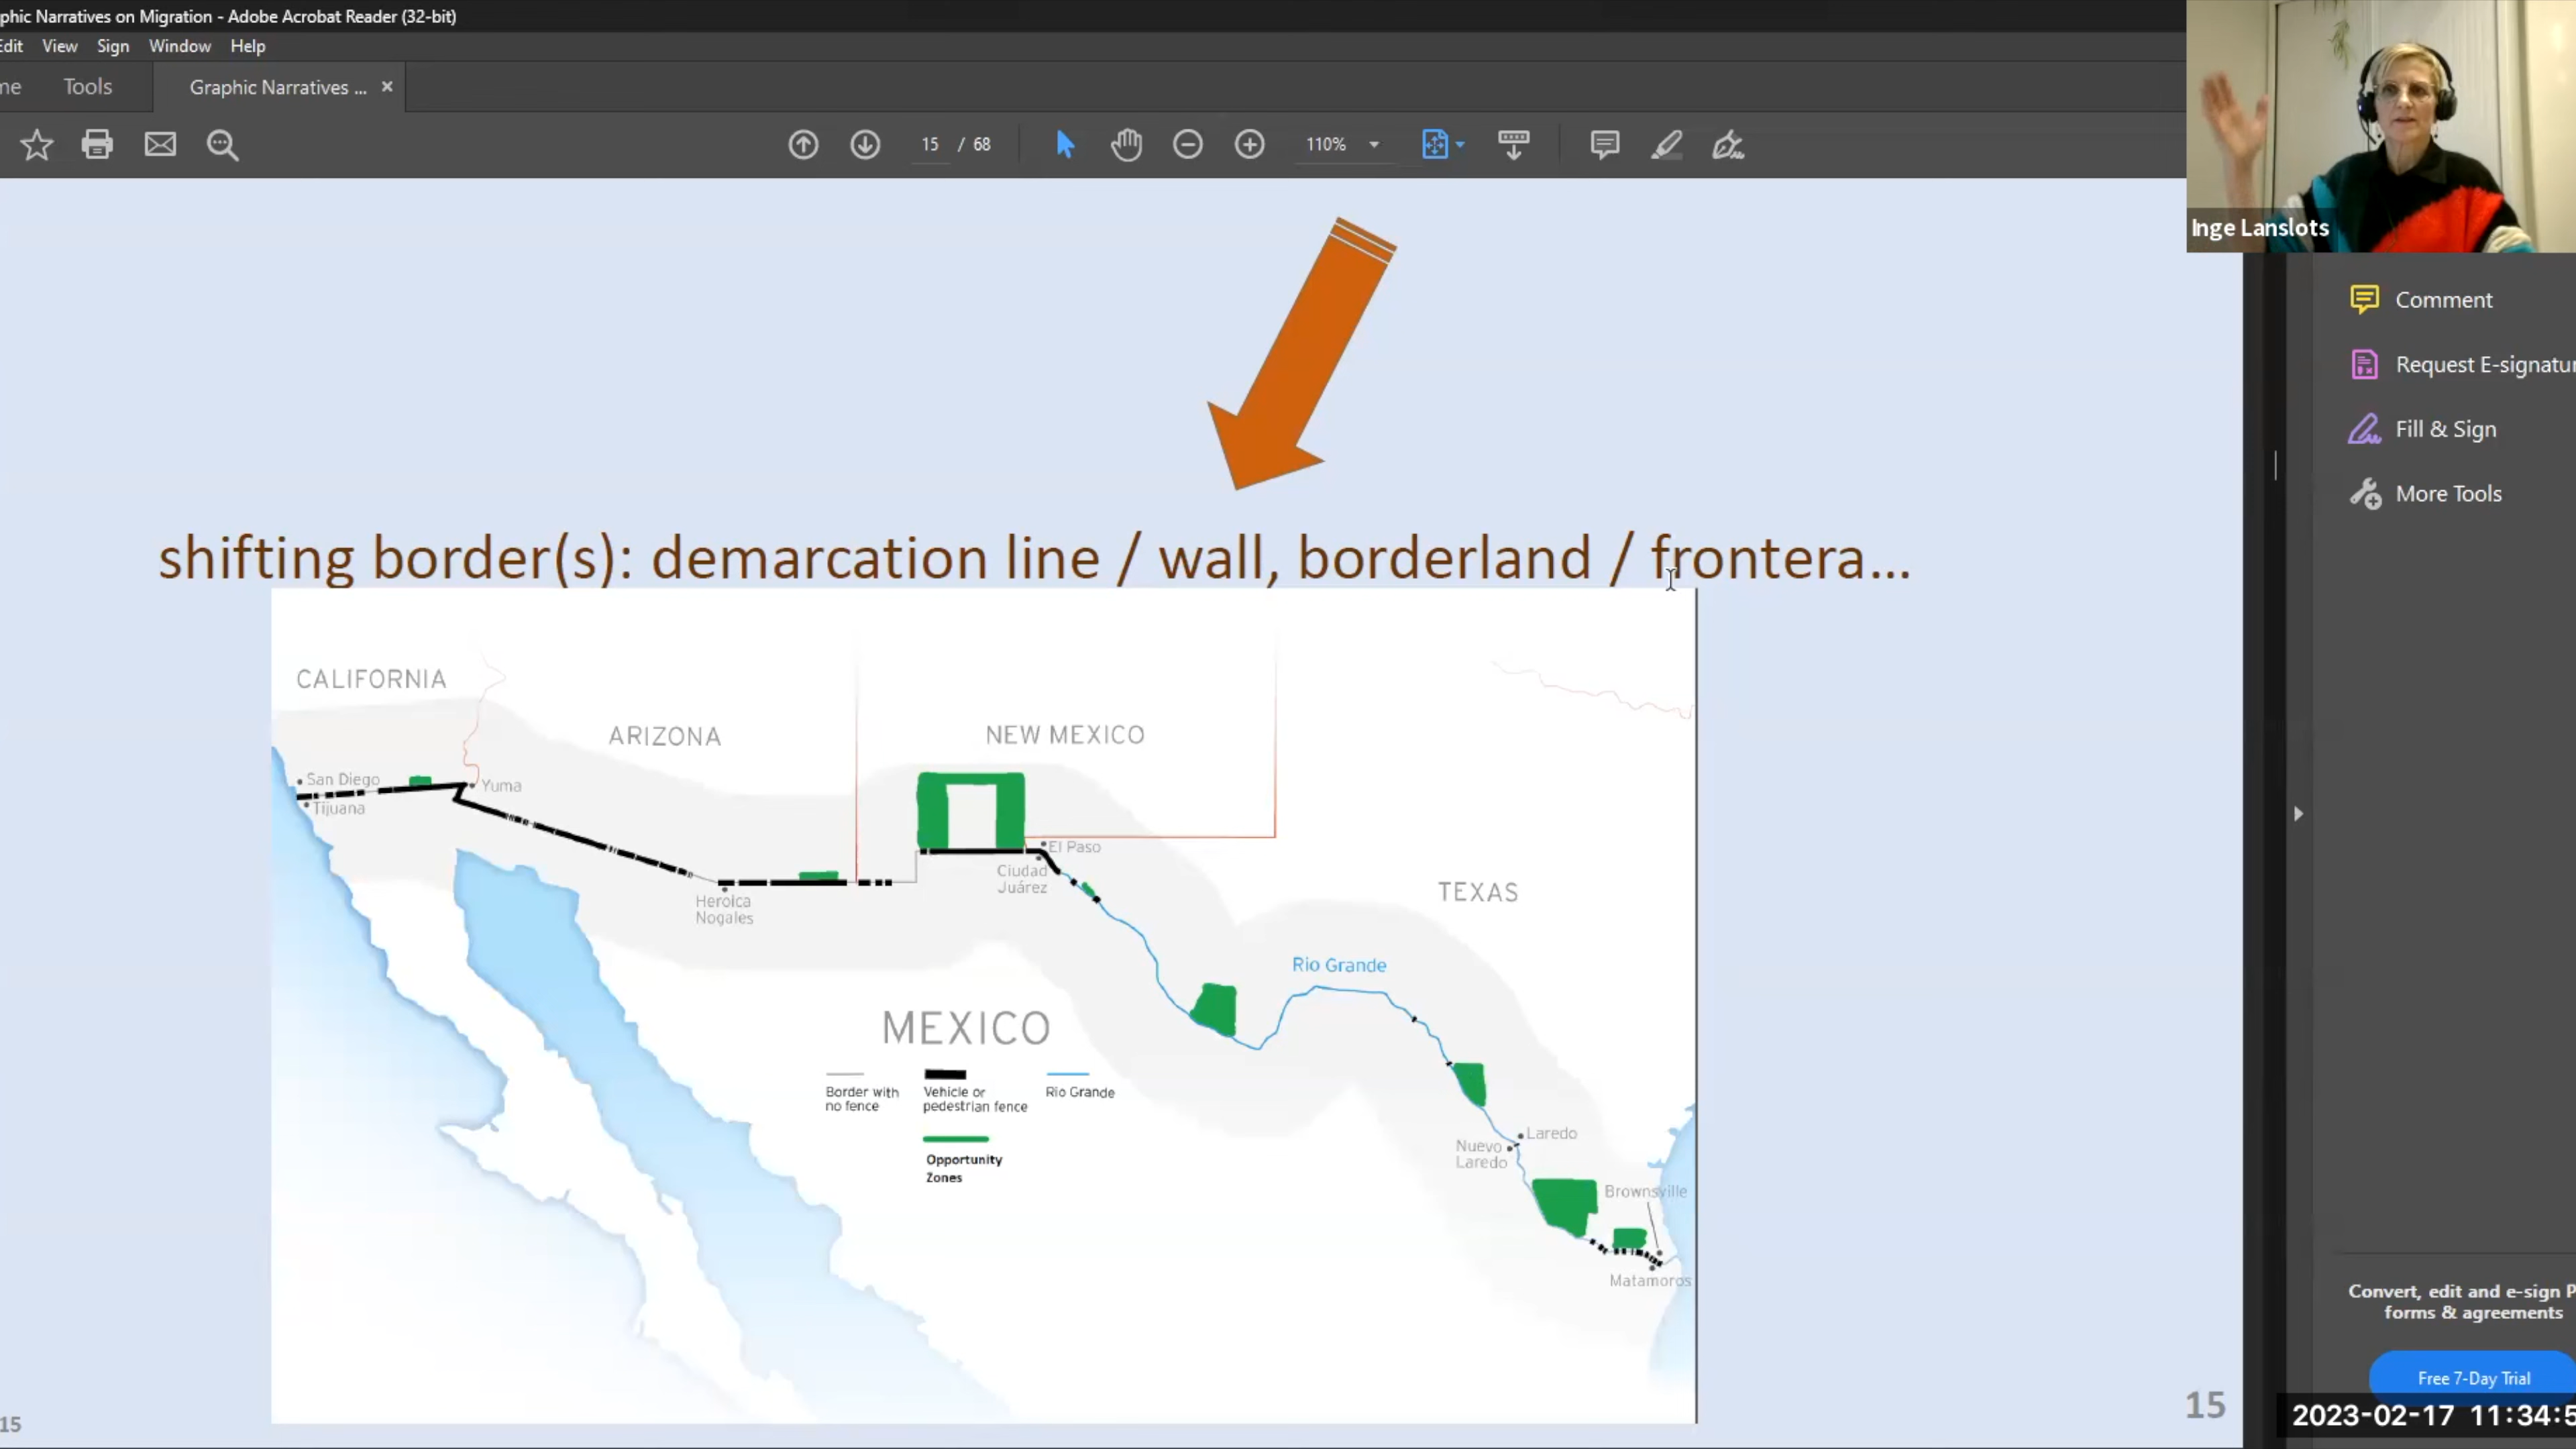 phic Narratives on Migration - Adobe Acrobat Reader (32-bit)
Edit View Sign Window Help
me Tools Graphic Narratives ... ×
15 / 68 110%
Inge Lanslots
Comment
Request E-signatur
Fill & Sign
More Tools
shifting border(s): demarcation line / wall, borderland / frontera...
CALIFORNIA
ARIZONA
NEW MEXICO
San Diego
Yuma
Tijuana
El Paso
Ciudad
Juárez
Heroica
Nogales
TEXAS
Rio Grande
MEXICO
Border with
no fence
Vehicle or
pedestrian fence
Rio Grande
Opportunity
Zones
Laredo
Nuevo
Laredo
Brownsville
Matamoros
Convert, edit and e-sign P
forms & agreements
Free 7-Day Trial
15
15
2023-02-17 11:34:5